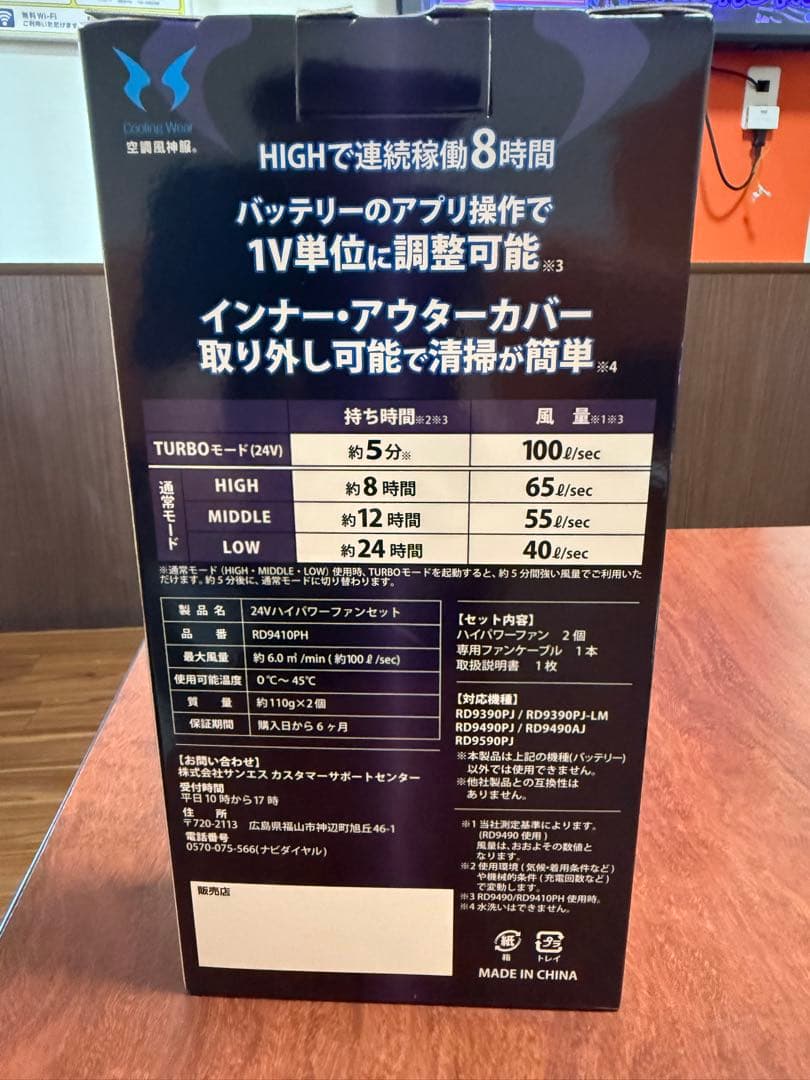 無料Wi-Fi
ご利用いただけます
Cooling Wear
空調風神服®
HIGHで連続稼働8時間
バッテリーのアプリ操作で
1V単位に調整可能※3
インナー・アウターカバー
取り外し可能で清掃が簡単※4
持ち時間※2※3 風量※1※3
TURBOモード(24V) 約5分※ 100ℓ/sec
通常モード
HIGH 約8時間 65ℓ/sec
MIDDLE 約12時間 55ℓ/sec
LOW 約24時間 40ℓ/sec
※通常モード(HIGH・MIDDLE・LOW)使用時、TURBOモードを起動すると、約5分間強い風量でご利用いた
だけます。約5分後に、通常モードに切り替わります。
製品名 24Vハイパワーファンセット
品番 RD9410PH
最大風量 約6.0㎥/min(約100ℓ/sec)
使用可能温度 0℃〜45℃
質量 約110g×2個
保証期間 購入日から6ヶ月
【お問い合わせ】
株式会社サンエス カスタマーサポートセンター
受付時間
平日10時から17時
住所
〒720-2113 広島県福山市神辺町旭丘46-1
電話番号
0570-075-566(ナビダイヤル)
販売店
【セット内容】
ハイパワーファン 2個
専用ファンケーブル 1本
取扱説明書 1枚
【対応機種】
RD9390PJ / RD9390PJ-LM
RD9490PJ / RD9490AJ
RD9590PJ
※本製品は上記の機種(バッテリー)
以外では使用できません。
※他社製品との互換性は
ありません。
※1 当社測定基準によります。
(RD9490使用)
風量は、おおよその数値と
なります。
※2 使用環境(気候・着用条件など)
や機械的条件(充電回数など)
で変動します。
※3 RD9490/RD9410PH使用時。
※4 水洗いはできません。
紙
箱
プラ
トレイ
MADE IN CHINA